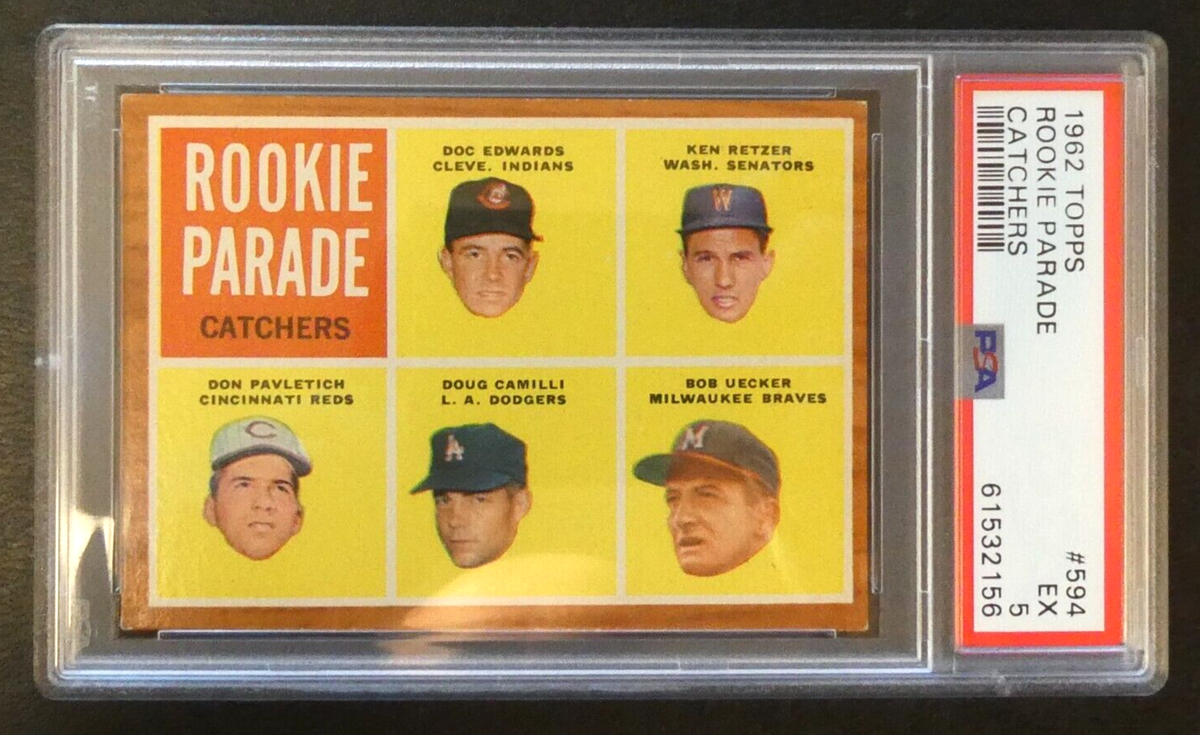 ROOKIE
PARADE
CATCHERS
DOC EDWARDS
CLEVE. INDIANS
C
KEN RETZER
WASH. SENATORS
W
DON PAVLETICH
CINCINNATI REDS
C
DOUG CAMILLI
L. A. DODGERS
LA
BOB UECKER
MILWAUKEE BRAVES
M
1962 TOPPS #594
ROOKIE PARADE EX
CATCHERS 5
PSA
61532156